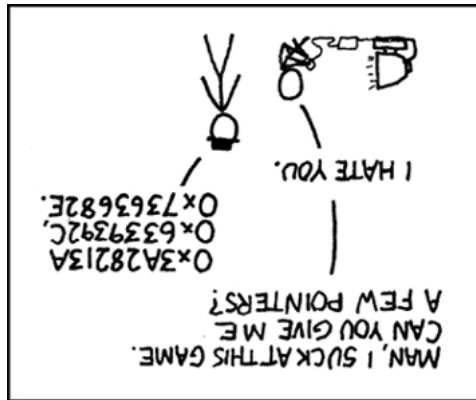 MAN, I SUCK AT THIS GAME.
CAN YOU GIVE ME
A FEW POINTERS?
0x3A28213A
0x6339392C,
0x7363682E.
I HATE YOU.